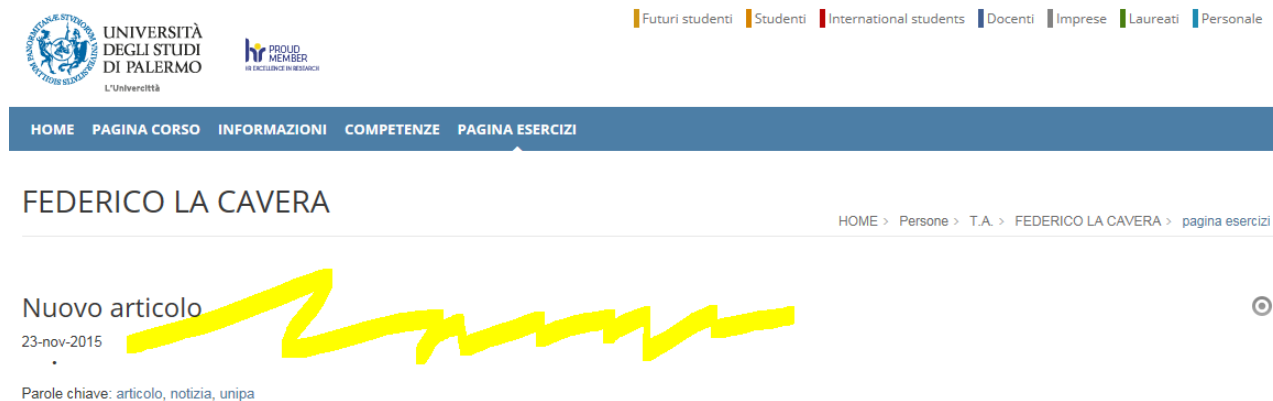 UNIVERSITÀ
DEGLI STUDI
DI PALERMO
L'Univercittà
hr PROUD
MEMBER
HR EXCELLENCE IN RESEARCH
Futuri studenti Studenti International students Docenti Imprese Laureati Personale
HOME PAGINA CORSO INFORMAZIONI COMPETENZE PAGINA ESERCIZI
FEDERICO LA CAVERA
HOME > Persone > T.A. > FEDERICO LA CAVERA > pagina esercizi
Nuovo articolo
23-nov-2015
Parole chiave: articolo, notizia, unipa